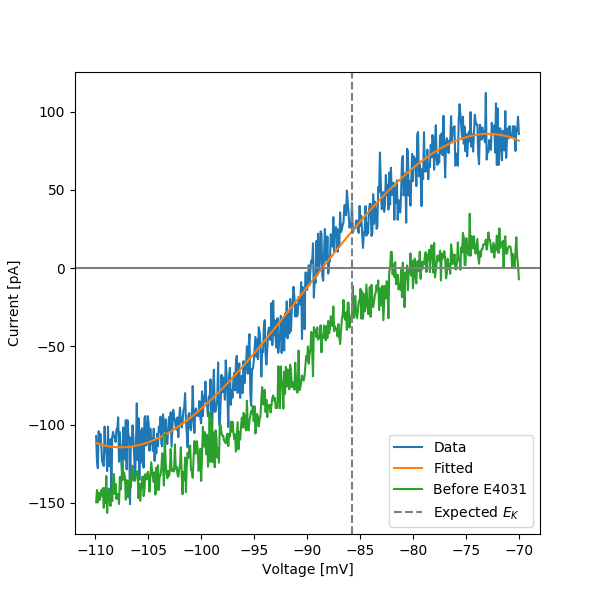 100
50
0
−50
−100
−150
Current [pA]
Data
Fitted
Before E4031
Expected E_K
−110 −105 −100 −95 −90 −85 −80 −75 −70
Voltage [mV]